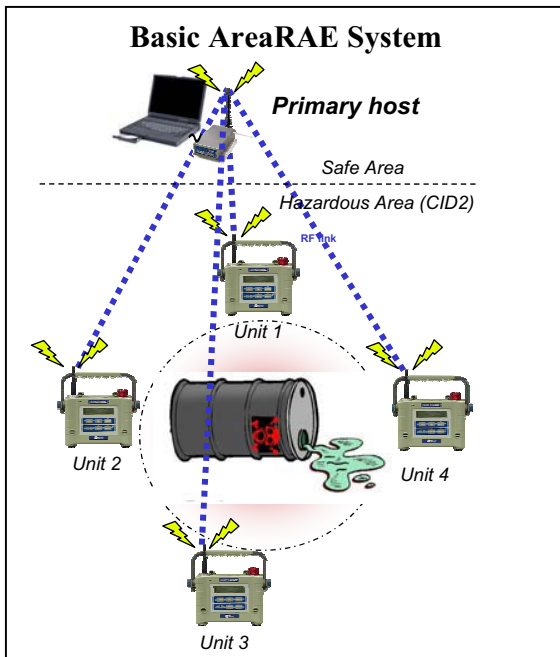 Basic AreaRAE System
Primary host
Safe Area
Hazardous Area (CID2)
RF link
Unit 1
Unit 2
Unit 4
Unit 3